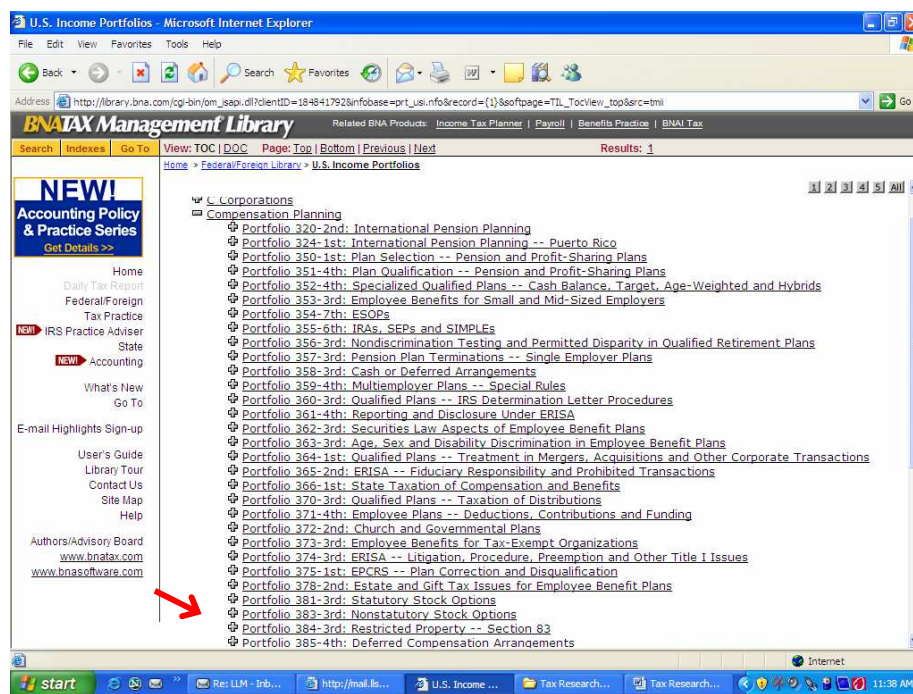 U.S. Income Portfolios - Microsoft Internet Explorer
File Edit View Favorites Tools Help
Back Search Favorites
Address http://library.bna.com/cgi-bin/om_isapi.dll?clientID=184841792&infobase=prt_usi.nfo&record={1}&softpage=TIL_TocView_top&src=tmi Go
BNA TAX Management Library Related BNA Products: Income Tax Planner | Payroll | Benefits Practice | BNAI Tax
Search Indexes Go To View: TOC | DOC Page: Top | Bottom | Previous | Next Results: 1
Home > Federal/Foreign Library > U.S. Income Portfolios
1 2 3 4 5 All
NEW!
Accounting Policy
& Practice Series
Get Details >>
Home
Daily Tax Report
Federal/Foreign
Tax Practice
NEW! IRS Practice Adviser
State
NEW! Accounting
What's New
Go To
E-mail Highlights Sign-up
User's Guide
Library Tour
Contact Us
Site Map
Help
Authors/Advisory Board
www.bnatax.com
www.bnasoftware.com
C Corporations
Compensation Planning
Portfolio 320-2nd: International Pension Planning
Portfolio 324-1st: International Pension Planning -- Puerto Rico
Portfolio 350-1st: Plan Selection -- Pension and Profit-Sharing Plans
Portfolio 351-4th: Plan Qualification -- Pension and Profit-Sharing Plans
Portfolio 352-4th: Specialized Qualified Plans -- Cash Balance, Target, Age-Weighted and Hybrids
Portfolio 353-3rd: Employee Benefits for Small and Mid-Sized Employers
Portfolio 354-7th: ESOPs
Portfolio 355-6th: IRAs, SEPs and SIMPLEs
Portfolio 356-3rd: Nondiscrimination Testing and Permitted Disparity in Qualified Retirement Plans
Portfolio 357-3rd: Pension Plan Terminations -- Single Employer Plans
Portfolio 358-3rd: Cash or Deferred Arrangements
Portfolio 359-4th: Multiemployer Plans -- Special Rules
Portfolio 360-3rd: Qualified Plans -- IRS Determination Letter Procedures
Portfolio 361-4th: Reporting and Disclosure Under ERISA
Portfolio 362-3rd: Securities Law Aspects of Employee Benefit Plans
Portfolio 363-3rd: Age, Sex and Disability Discrimination in Employee Benefit Plans
Portfolio 364-1st: Qualified Plans -- Treatment in Mergers, Acquisitions and Other Corporate Transactions
Portfolio 365-2nd: ERISA -- Fiduciary Responsibility and Prohibited Transactions
Portfolio 366-1st: State Taxation of Compensation and Benefits
Portfolio 370-3rd: Qualified Plans -- Taxation of Distributions
Portfolio 371-4th: Employee Plans -- Deductions, Contributions and Funding
Portfolio 372-2nd: Church and Governmental Plans
Portfolio 373-3rd: Employee Benefits for Tax-Exempt Organizations
Portfolio 374-3rd: ERISA -- Litigation, Procedure, Preemption and Other Title I Issues
Portfolio 375-1st: EPCRS -- Plan Correction and Disqualification
Portfolio 378-2nd: Estate and Gift Tax Issues for Employee Benefit Plans
Portfolio 381-3rd: Statutory Stock Options
Portfolio 383-3rd: Nonstatutory Stock Options
Portfolio 384-3rd: Restricted Property -- Section 83
Portfolio 385-4th: Deferred Compensation Arrangements
Internet
start Re: LLM - Inb... http://mail.lls... U.S. Income ... Tax Research... Tax Research... 11:38 AM